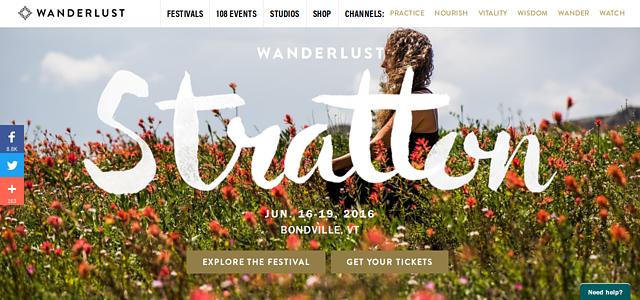 WANDERLUST
FESTIVALS 108 EVENTS STUDIOS SHOP CHANNELS: PRACTICE NOURISH VITALITY WISDOM WANDER WATCH
WANDERLUST
Stratton
8.8K
JUN. 16-19, 2016
163
BONDVILLE, VT
EXPLORE THE FESTIVAL GET YOUR TICKETS
Need help?